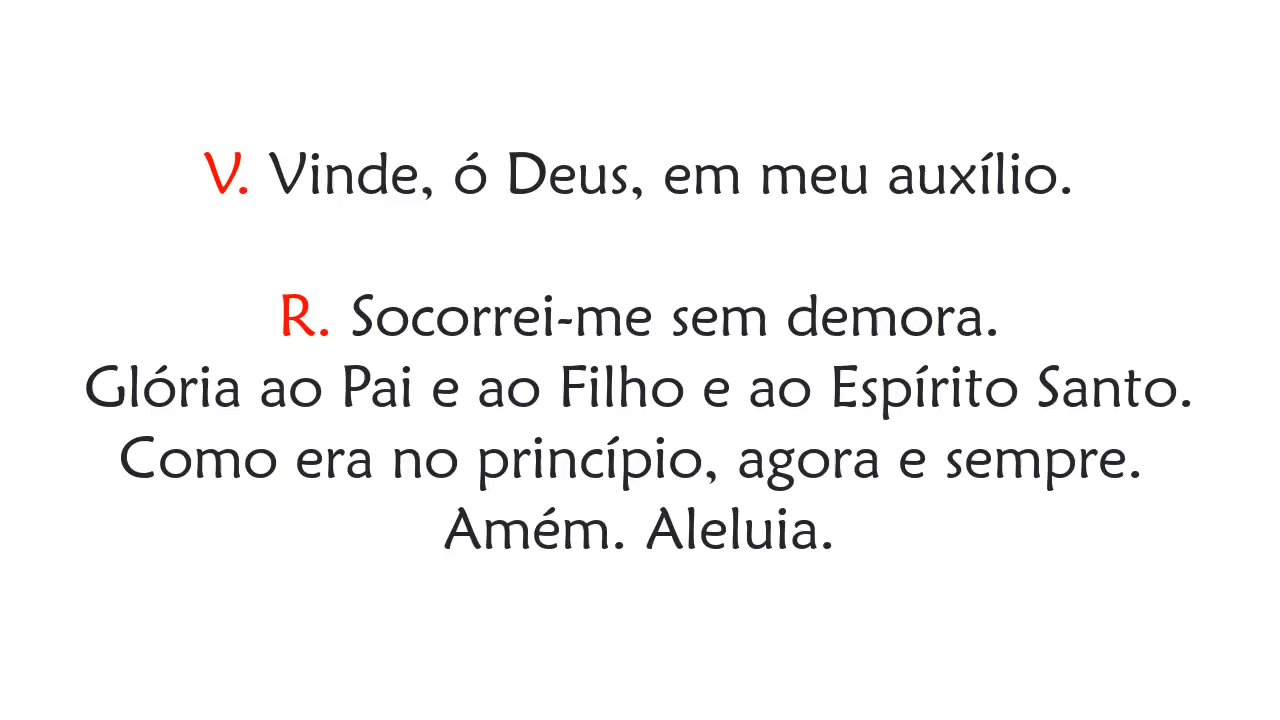 V. Vinde, ó Deus, em meu auxílio.
R. Socorrei-me sem demora.
Glória ao Pai e ao Filho e ao Espírito Santo.
Como era no princípio, agora e sempre.
Amém. Aleluia.